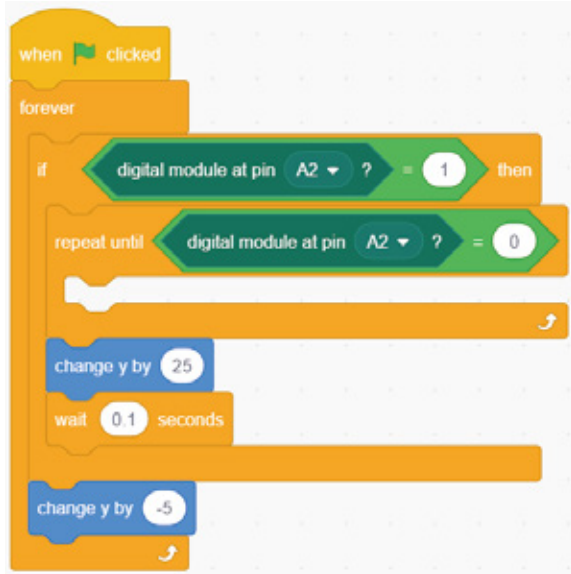 when clicked
forever
if digital module at pin A2 ? = 1 then
repeat until digital module at pin A2 ? = 0
change y by 25
wait 0.1 seconds
change y by -5